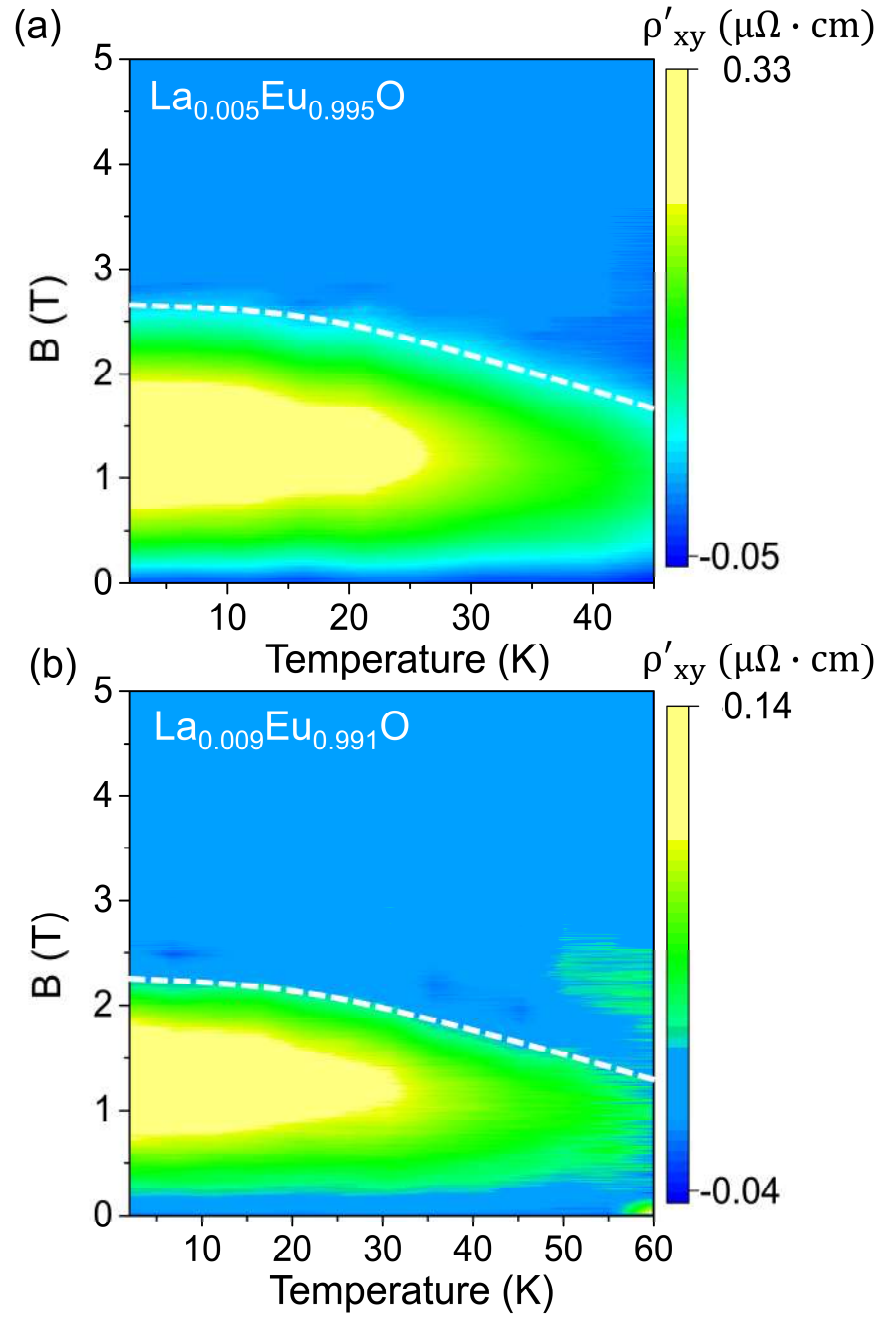 (a)
ρ′xy (μΩ · cm)
0.33
La0.005Eu0.995O
5
4
3
2
1
0
B (T)
-0.05
10 20 30 40
Temperature (K)
(b)
ρ′xy (μΩ · cm)
0.14
La0.009Eu0.991O
5
4
3
2
1
0
B (T)
-0.04
10 20 30 40 50 60
Temperature (K)